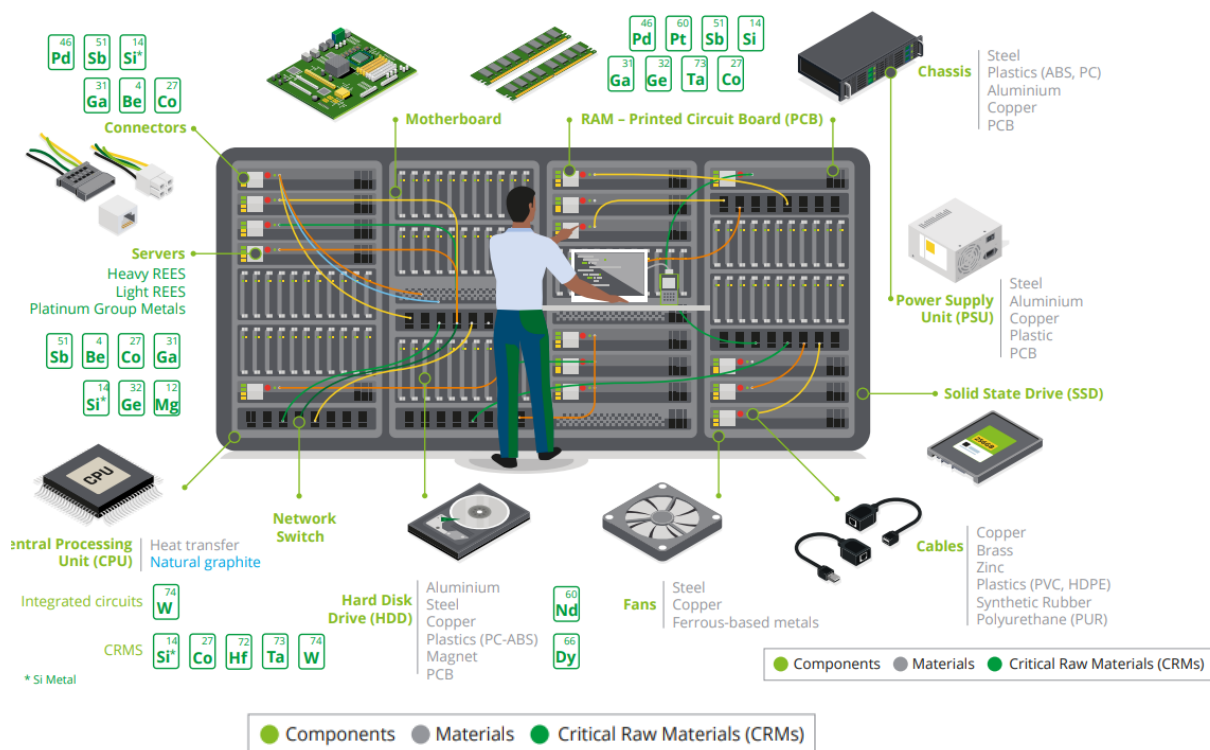 46
Pd
51
Sb
14
Si*
31
Ga
4
Be
27
Co
Connectors
Motherboard
46
Pd
60
Pt
51
Sb
14
Si
31
Ga
32
Ge
73
Ta
27
Co
RAM – Printed Circuit Board (PCB)
Chassis
Steel
Plastics (ABS, PC)
Aluminium
Copper
PCB
Servers
Heavy REES
Light REES
Platinum Group Metals
51
Sb
4
Be
27
Co
31
Ga
14
Si*
32
Ge
12
Mg
Power Supply
Unit (PSU)
Steel
Aluminium
Copper
Plastic
PCB
Solid State Drive (SSD)
256GB
CPU
entral Processing
Unit (CPU)
Heat transfer
Natural graphite
Integrated circuits
74
W
CRMS
14
Si*
27
Co
72
Hf
73
Ta
74
W
* Si Metal
Network
Switch
Hard Disk
Drive (HDD)
Aluminium
Steel
Copper
Plastics (PC-ABS)
Magnet
PCB
60
Nd
66
Dy
Fans
Steel
Copper
Ferrous-based metals
Cables
Copper
Brass
Zinc
Plastics (PVC, HDPE)
Synthetic Rubber
Polyurethane (PUR)
Components Materials Critical Raw Materials (CRMs)
Components Materials Critical Raw Materials (CRMs)